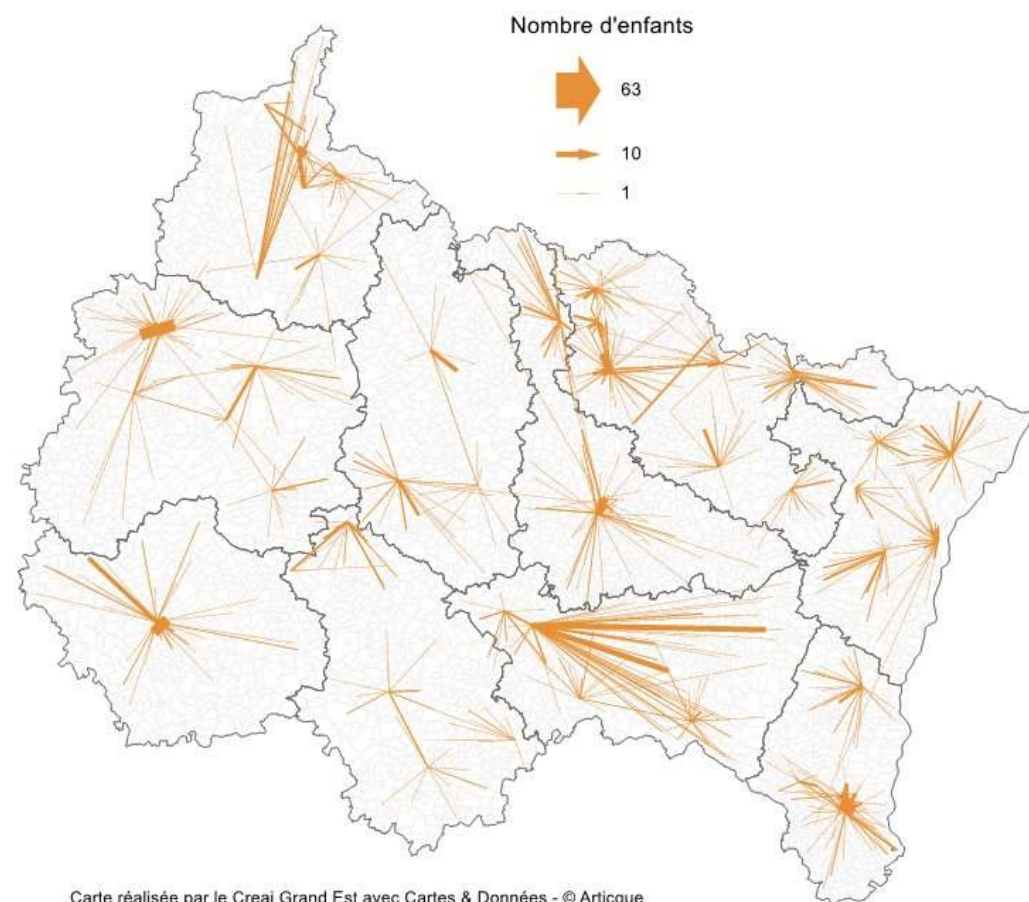 Nombre d'enfants
63
10
1
Carte réalisée par le Creai Grand Est avec Cartes & Données - © Articque